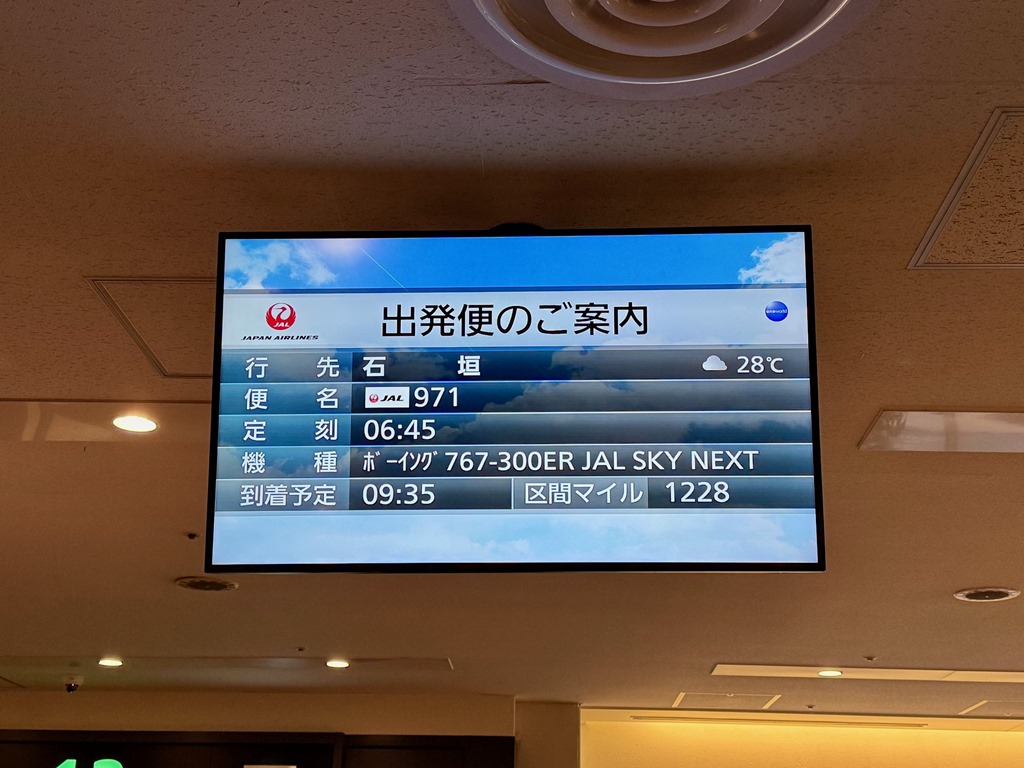 出発便のご案内
JAL
JAPAN AIRLINES
oneworld
行先 石垣 28℃
便名 JAL 971
定刻 06:45
機種 ボーイング 767-300ER JAL SKY NEXT
到着予定 09:35 区間マイル 1228